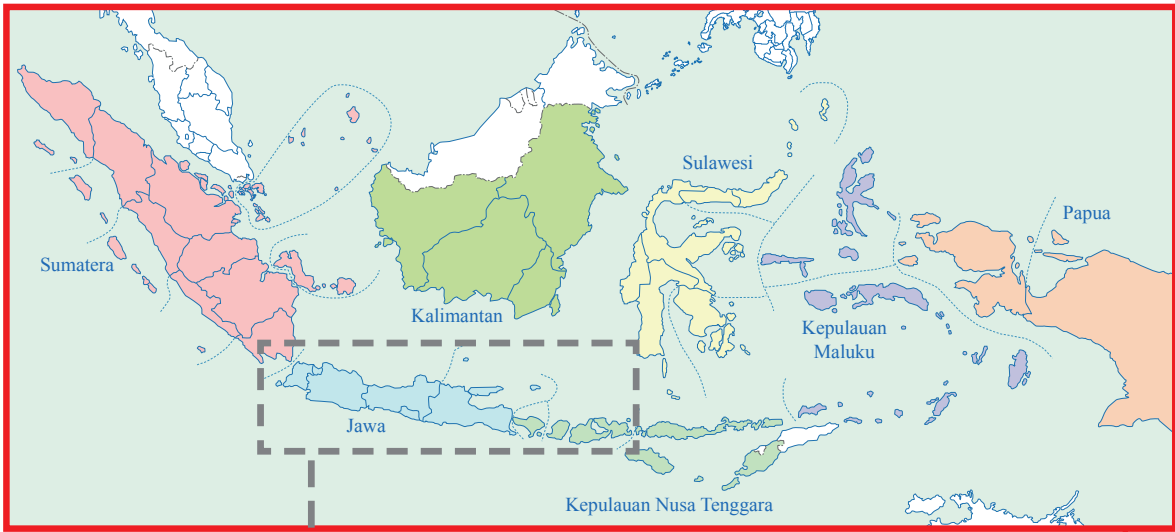 Sulawesi
Papua
Sumatera
Kalimantan
Kepulauan
Maluku
Jawa
Kepulauan Nusa Tenggara